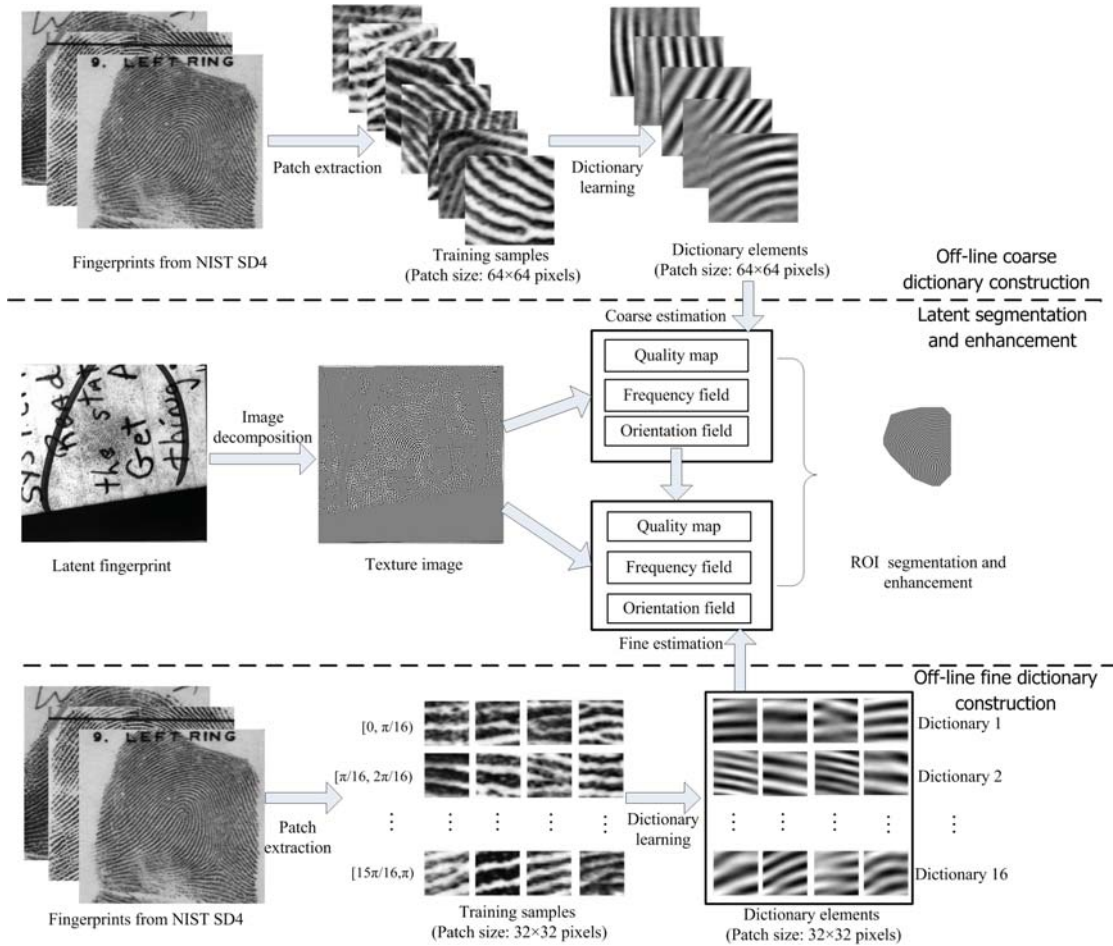 9. LEFT RING
Patch extraction
Dictionary
learning
Fingerprints from NIST SD4
Training samples
(Patch size: 64×64 pixels)
Dictionary elements
(Patch size: 64×64 pixels)
Off-line coarse
dictionary construction
Latent segmentation
and enhancement
Coarse estimation
Quality map
Frequency field
Orientation field
Image
decomposition
the sta
Get
thing
Latent fingerprint
Texture image
Quality map
Frequency field
Orientation field
Fine estimation
ROI segmentation and
enhancement
Off-line fine dictionary
construction
9. LEFT RING
Patch
extraction
[0, π/16)
[π/16, 2π/16)
[15π/16,π)
Dictionary
learning
Dictionary 1
Dictionary 2
Dictionary 16
Fingerprints from NIST SD4
Training samples
(Patch size: 32×32 pixels)
Dictionary elements
(Patch size: 32×32 pixels)